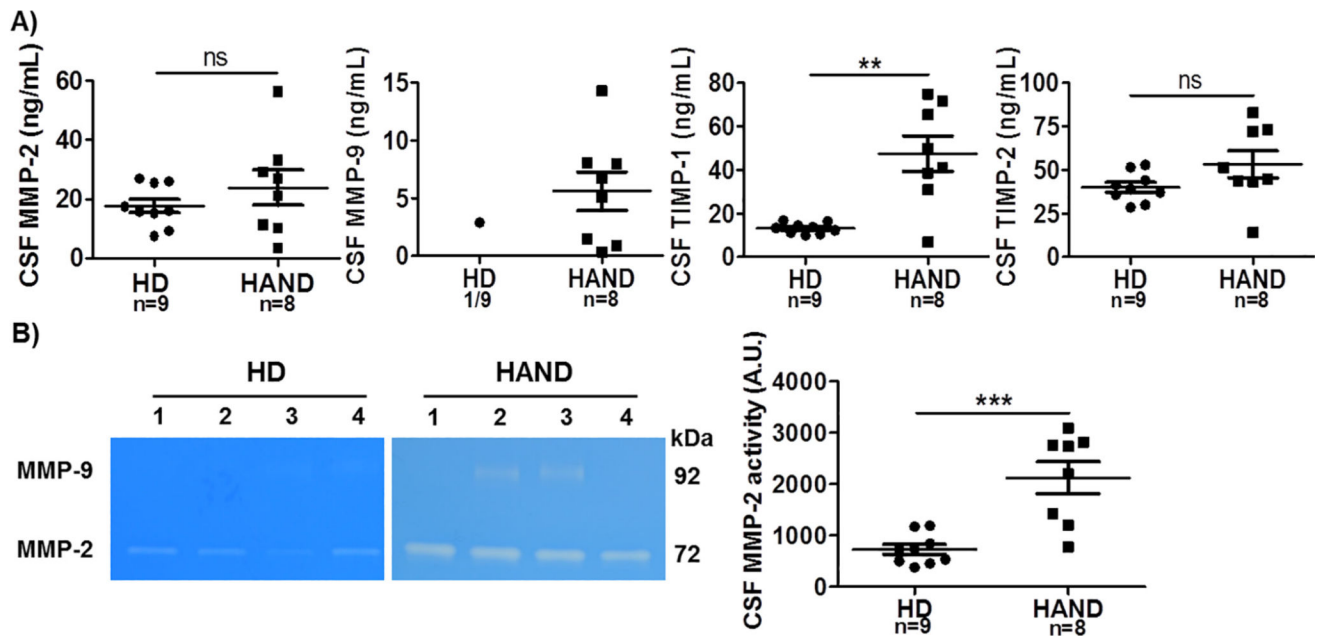 A)
CSF MMP-2 (ng/mL)
60
40
20
0
ns
HD
n=9
HAND
n=8
CSF MMP-9 (ng/mL)
15
10
5
0
HD
1/9
HAND
n=8
CSF TIMP-1 (ng/mL)
80
60
40
20
0
**
HD
n=9
HAND
n=8
CSF TIMP-2 (ng/mL)
100
75
50
25
0
ns
HD
n=9
HAND
n=8
B)
HD
HAND
1 2 3 4
1 2 3 4
kDa
MMP-9
92
MMP-2
72
CSF MMP-2 activity (A.U.)
4000
3000
2000
1000
0
***
HD
n=9
HAND
n=8